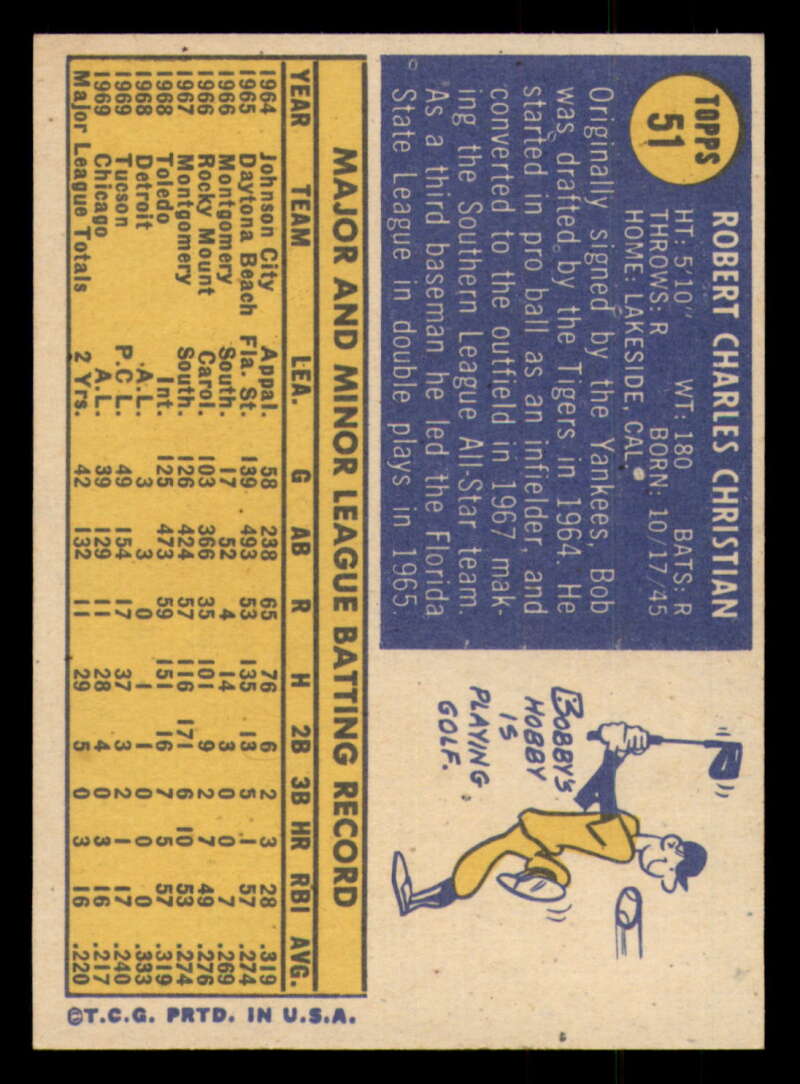 TOPPS
51
ROBERT CHARLES CHRISTIAN
HT: 5'10" WT: 180 BATS: R
THROWS: R BORN: 10/17/45
HOME: LAKESIDE, CAL.
Originally signed by the Yankees, Bob
was drafted by the Tigers in 1964. He
started in pro ball as an infielder, and
converted to the outfield in 1967 mak-
ing the Southern League All-Star team.
As a third baseman he led the Florida
State League in double plays in 1965.
BOBBY'S
HOBBY
IS
PLAYING
GOLF.
MAJOR AND MINOR LEAGUE BATTING RECORD
YEAR TEAM LEA. G AB R H 2B 3B HR RBI AVG.
1964 Johnson City Appal. 58 238 65 76 6 2 3 28 .319
1965 Daytona Beach Fla. St. 139 493 53 135 13 5 1 57 .274
1966 Montgomery South. 17 52 4 14 3 0 0 7 .269
1966 Rocky Mount Carol. 103 366 35 101 9 2 7 49 .276
1967 Montgomery South. 126 424 57 116 171 6 10 53 .274
1968 Toledo Int. 125 473 59 151 16 7 5 57 .319
1968 Detroit A.L. 3 3 0 1 1 0 0 0 .333
1969 Tucson P.C.L. 49 154 17 37 3 2 1 17 .240
1969 Chicago A.L. 39 129 11 28 4 0 3 16 .217
Major League Totals 2 Yrs. 42 132 11 29 5 0 3 16 .220
©T.C.G. PRTD. IN U.S.A.